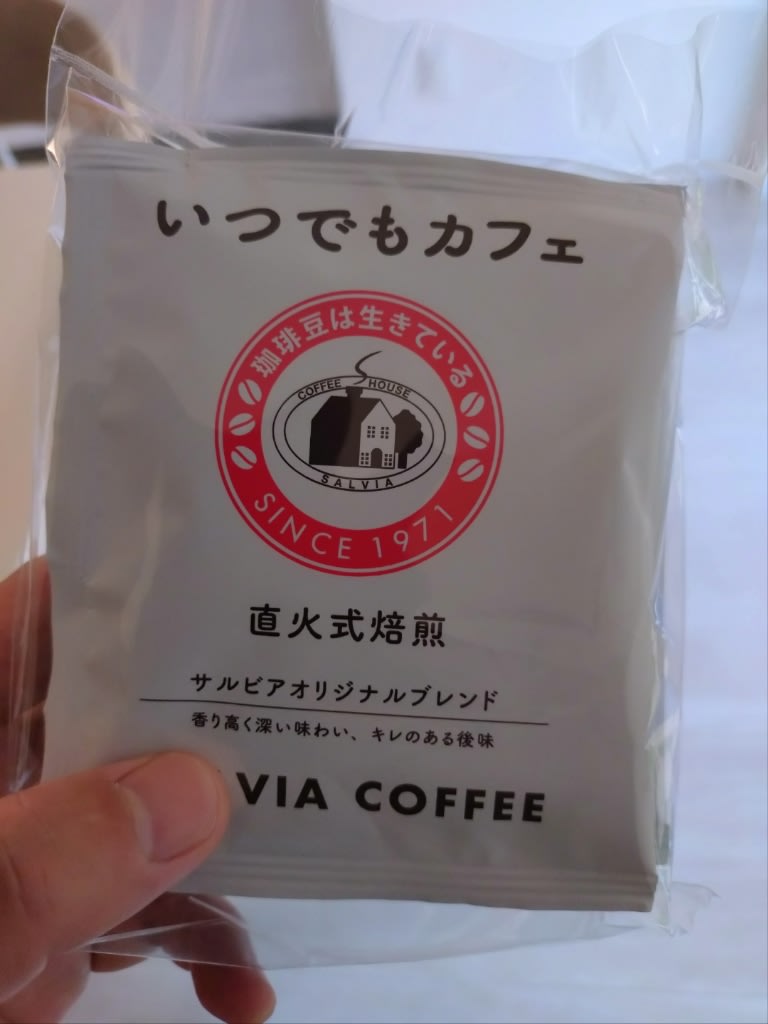 いつでもカフェ
珈琲豆は生きている
COFFEE HOUSE
SALVIA
SINCE 1971
直火式焙煎
サルビアオリジナルブレンド
香り高く深い味わい、キレのある後味
VIA COFFEE